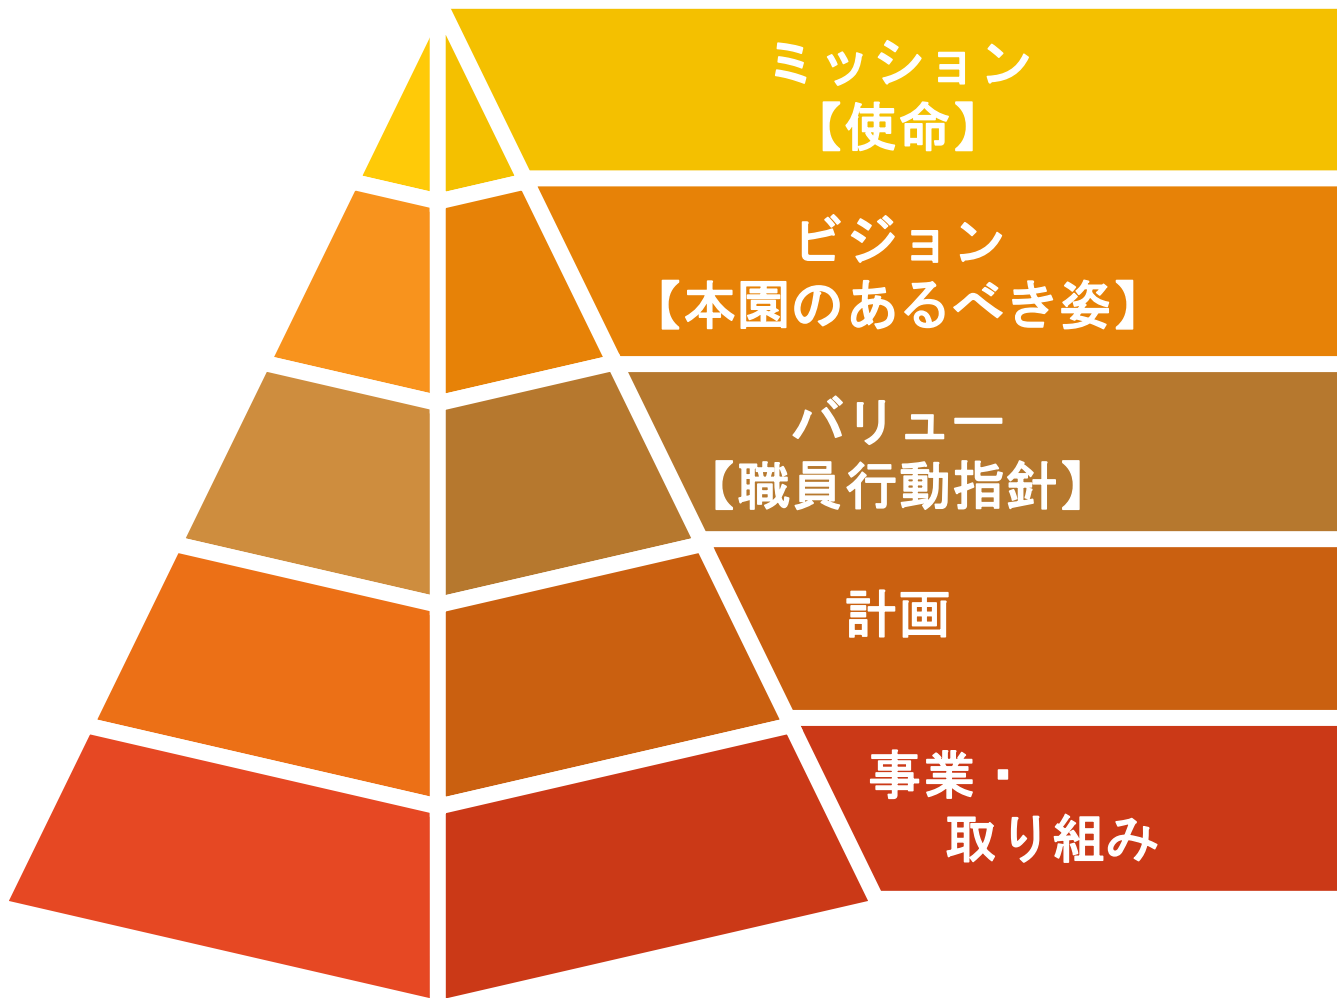 ミッション
【使命】
ビジョン
【本園のあるべき姿】
バリュー
【職員行動指針】
計画
事業・
取り組み